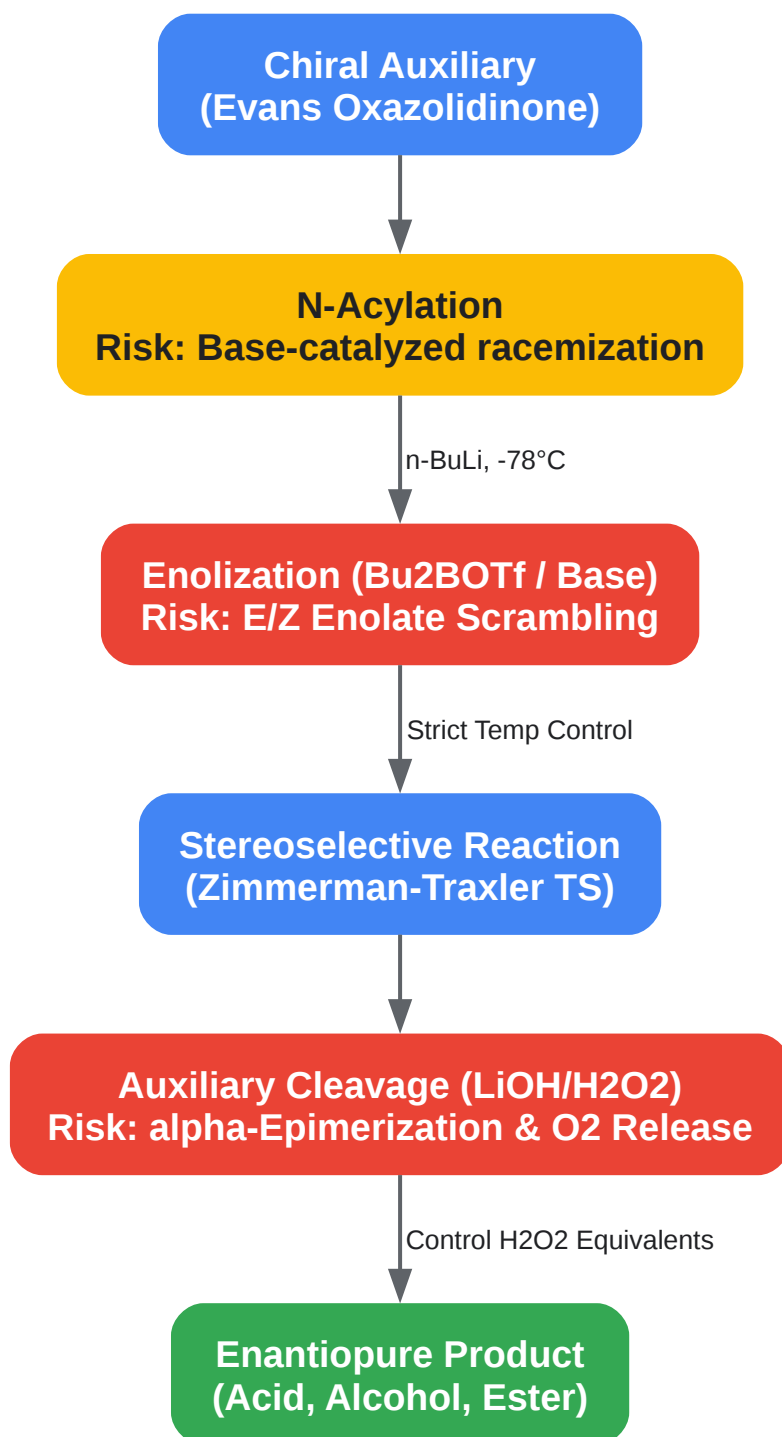 Chiral Auxiliary
(Evans Oxazolidinone)
N-Acylation
Risk: Base-catalyzed racemization
n-BuLi, -78°C
Enolization (Bu2BOTf / Base)
Risk: E/Z Enolate Scrambling
Strict Temp Control
Stereoselective Reaction
(Zimmerman-Traxler TS)
Auxiliary Cleavage (LiOH/H2O2)
Risk: alpha-Epimerization & O2 Release
Control H2O2 Equivalents
Enantiopure Product
(Acid, Alcohol, Ester)